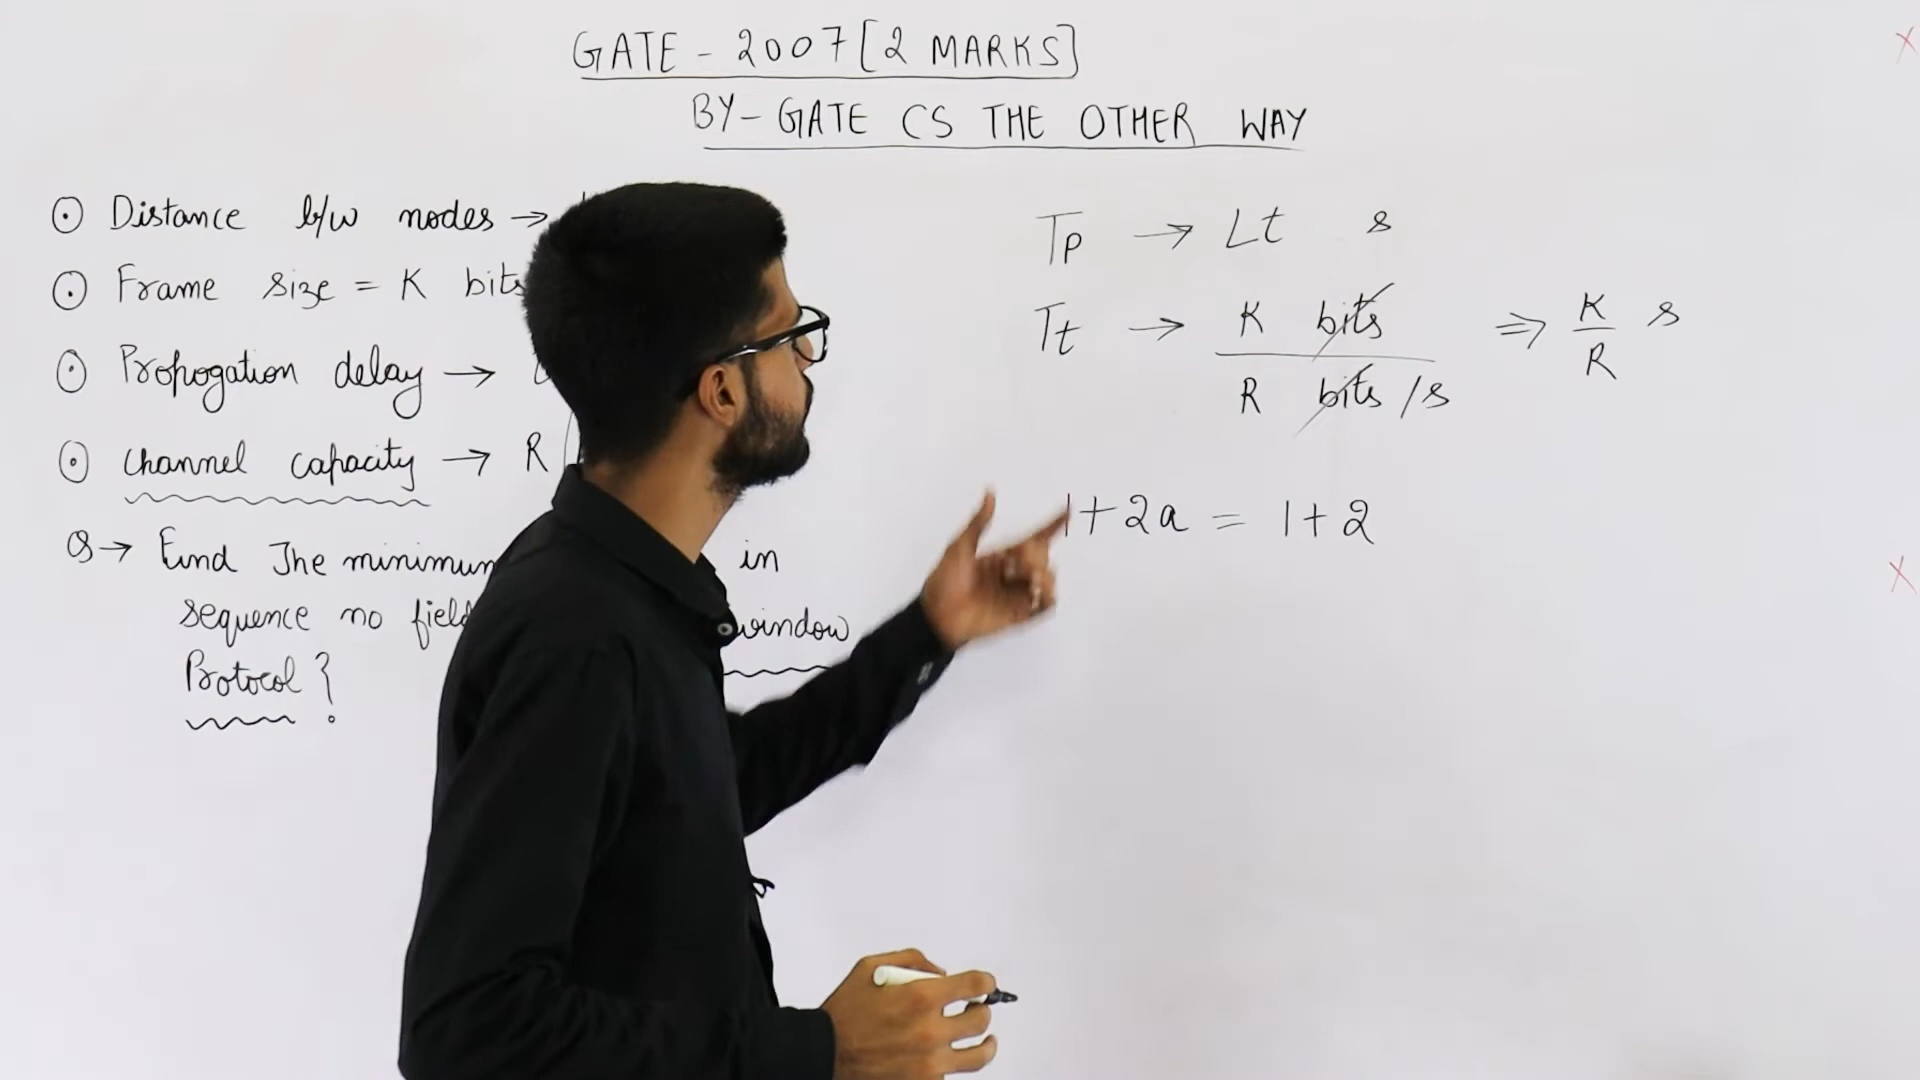 GATE - 2007 [2 MARKS]
BY - GATE CS THE OTHER WAY
⊙ Distance b/w nodes →
⊙ Frame size = K bits
⊙ Propogation delay →
⊙ channel capacity → R
Q → Find The minimum in
sequence no field window
Protocol ?
Tp → Lt s
Tt → K bits / R bits/s ⇒ K/R s
1+2a = 1+2